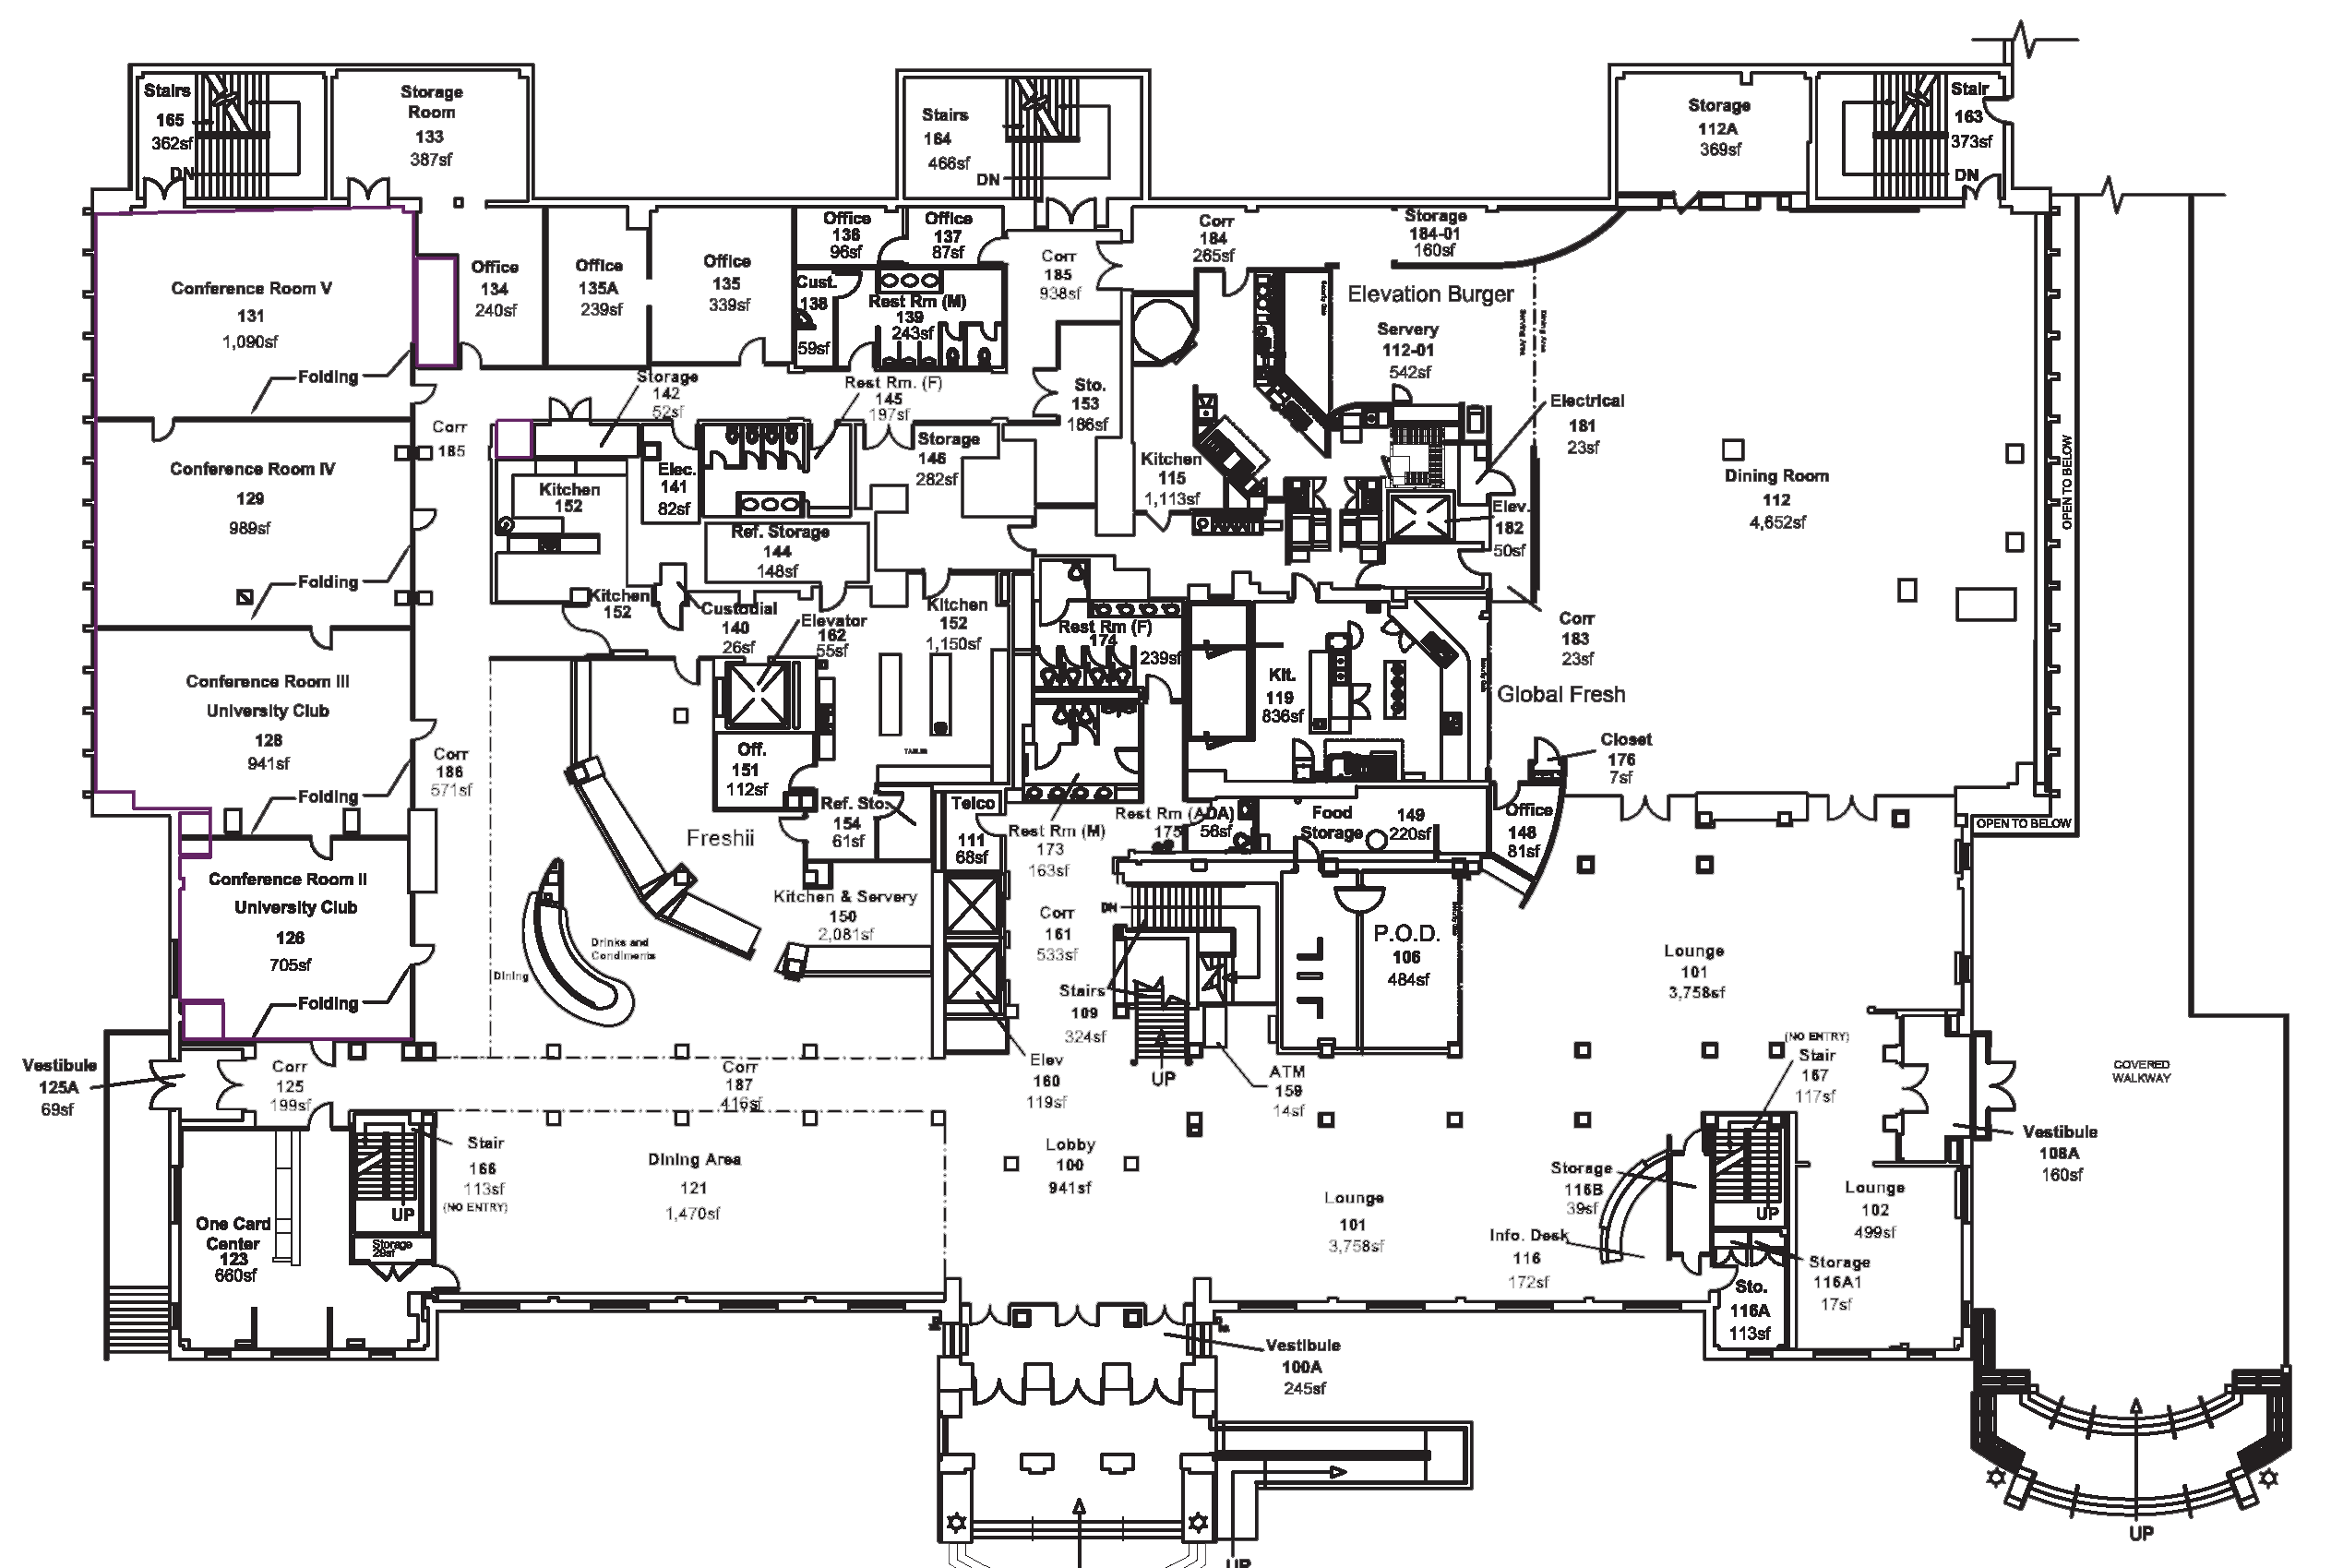 Stairs
165
362sf
DN
Storage
Room
133
387sf
Stairs
164
466sf
DN
Storage
112A
369sf
Stair
163
373sf
DN
Conference Room V
131
1,090sf
Folding
Office
134
240sf
Office
135A
239sf
Office
135
339sf
Office
136
96sf
Office
137
87sf
Cust.
138
59sf
Rest Rm (M)
139
243sf
Corr
185
938sf
Corr
184
265sf
Storage
184-01
160sf
Elevation Burger
Servery
112-01
542sf
Dining Area
Serving Area
Storage
142
52sf
Rest Rm. (F)
145
197sf
Sto.
153
186sf
Electrical
181
23sf
Conference Room IV
129
989sf
Folding
Corr
185
Kitchen
152
Elec.
141
82sf
Storage
146
282sf
Kitchen
115
1,113sf
Elev.
182
50sf
Dining Room
112
4,652sf
OPEN TO BELOW
Ref. Storage
144
148sf
Kitchen
152
Custodial
140
26sf
Elevator
162
55sf
Kitchen
152
1,150sf
Rest Rm (F)
174
239sf
Corr
183
23sf
Conference Room III
University Club
128
941sf
Folding
Corr
186
571sf
Off.
151
112sf
TABLES
Kit.
119
836sf
Global Fresh
Closet
176
7sf
Freshii
Ref. Sto.
154
61sf
Telco
111
68sf
Rest Rm (M)
173
163sf
Rest Rm (ADA)
175
56sf
Food
Storage
149
220sf
Office
148
81sf
OPEN TO BELOW
Conference Room II
University Club
126
705sf
Folding
Drinks and
Condiments
Dining
Kitchen & Servery
150
2,081sf
Corr
161
533sf
DN
Stairs
109
324sf
UP
P.O.D.
106
484sf
Lounge
101
3,758sf
Vestibule
125A
69sf
Corr
125
199sf
Corr
187
416sf
Elev
160
119sf
ATM
159
14sf
(NO ENTRY)
Stair
167
117sf
COVERED
WALKWAY
Stair
166
113sf
(NO ENTRY)
UP
Dining Area
121
1,470sf
Lobby
100
941sf
Lounge
101
3,758sf
Storage
116B
39sf
UP
Lounge
102
499sf
Vestibule
108A
160sf
One Card
Center
123
660sf
Storage
29sf
Info. Desk
116
172sf
Storage
116A1
17sf
Sto.
116A
113sf
Vestibule
100A
245sf
UP
UP